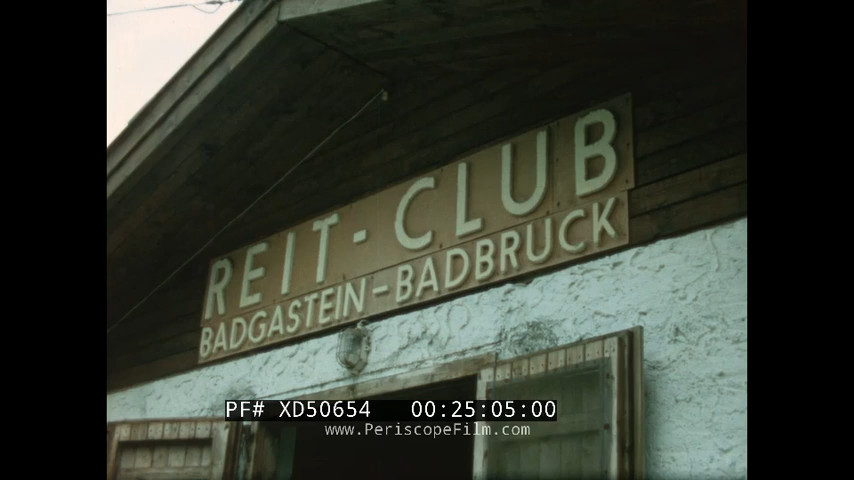 REIT-CLUB
BADGASTEIN-BADBRUCK
PF# XD50654 00:25:05:00
www.PeriscopeFilm.com